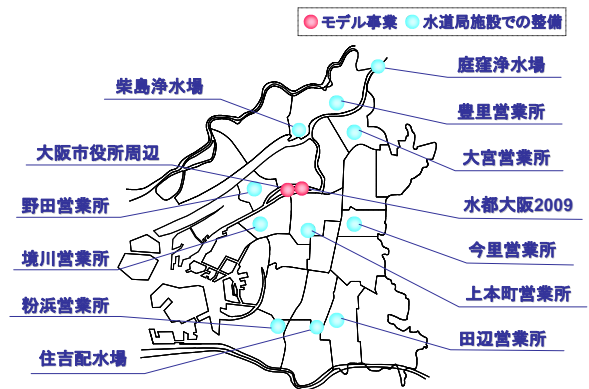 モデル事業 水道局施設での整備
庭窪浄水場
柴島浄水場
豊里営業所
大阪市役所周辺
大宮営業所
野田営業所
水都大阪2009
境川営業所
今里営業所
上本町営業所
粉浜営業所
田辺営業所
住吉配水場